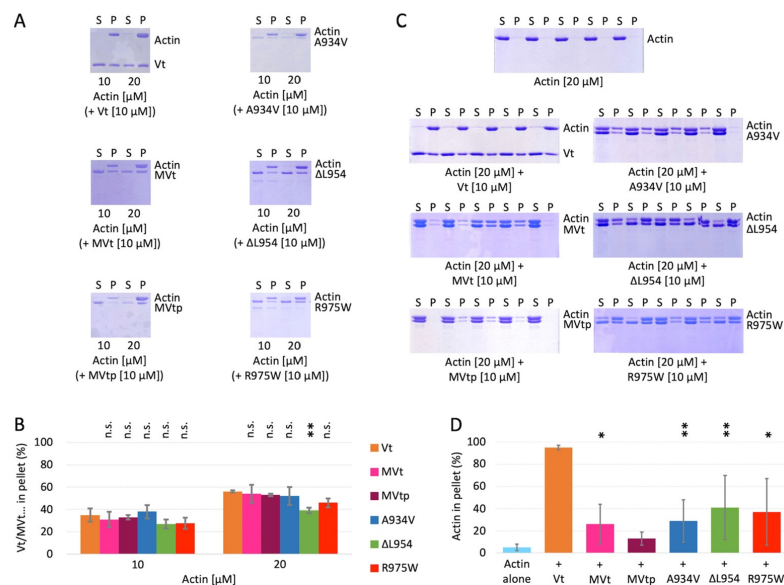 A
S P S P
Actin
Vt
10 20
Actin [µM]
(+ Vt [10 µM])
S P S P
Actin
A934V
10 20
Actin [µM]
(+ A934V [10 µM])
S P S P
Actin
MVt
10 20
Actin [µM]
(+ MVt [10 µM])
S P S P
Actin
ΔL954
10 20
Actin [µM]
(+ ΔL954 [10 µM])
S P S P
Actin
MVtp
10 20
Actin [µM]
(+ MVtp [10 µM])
S P S P
Actin
R975W
10 20
Actin [µM]
(+ R975W [10 µM])
C
S P S P S P S P
Actin
Actin [20 µM]
S P S P S P S P
Actin
Vt
Actin [20 µM] +
Vt [10 µM]
S P S P S P S P
Actin
A934V
Actin [20 µM] +
A934V [10 µM]
S P S P S P S P
Actin
MVt
Actin [20 µM] +
MVt [10 µM]
S P S P S P S P
Actin
ΔL954
Actin [20 µM] +
ΔL954 [10 µM]
S P S P S P S P
Actin
MVtp
Actin [20 µM] +
MVtp [10 µM]
S P S P S P S P
Actin
R975W
Actin [20 µM] +
R975W [10 µM]
B
Vt/MVt... in pellet (%)
100
80
60
40
20
0
n.s. n.s. n.s. n.s. n.s.
n.s. n.s. n.s. ** n.s.
10 20
Actin [µM]
Vt
MVt
MVtp
A934V
ΔL954
R975W
D
Actin in pellet (%)
100
80
60
40
20
0
* ** ** *
Actin + + + + + +
alone Vt MVt MVtp A934V ΔL954 R975W